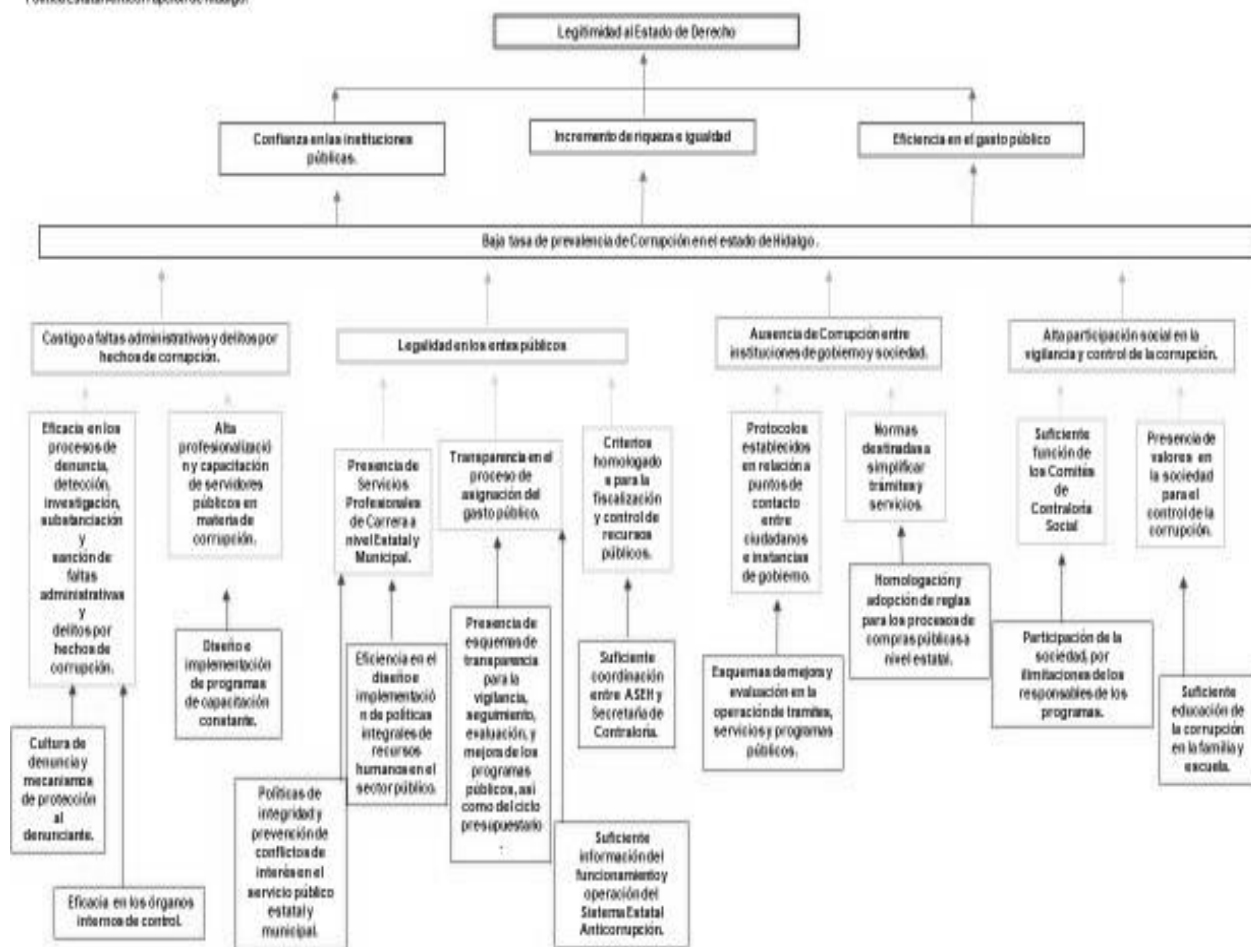 Política Estatal Anticorrupción de Hidalgo.
Legitimidad al Estado de Derecho
Confianza en las instituciones
públicas.
Incremento de riqueza e igualdad
Eficiencia en el gasto público
Baja tasa de prevalencia de Corrupción en el estado de Hidalgo.
Castigo a faltas administrativas y delitos por
hechos de corrupción.
Legalidad en los entes públicos
Ausencia de Corrupción entre
instituciones de gobierno y sociedad.
Alta participación social en la
vigilancia y control de la corrupción.
Eficacia en los
procesos de
denuncia,
detección,
investigación,
substanciación
y
sanción de
faltas
administrativas
y
delitos por
hechos de
corrupción.
Alta
profesionalizació
n y capacitación
de servidores
públicos en
materia de
corrupción.
Presencia de
Servicios
Profesionales
de Carrera a
nivel Estatal y
Municipal.
Transparencia en el
proceso de
asignación del
gasto público.
Criterios
homologado
s para la
fiscalización
y control de
recursos
públicos.
Protocolos
establecidos
en relación a
puntos de
contacto
entre
ciudadanos
e instancias
de gobierno.
Normas
destinadas a
simplificar
trámites y
servicios.
Suficiente
función de
los Comités
de
Contraloría
Social
Presencia de
valores en
la sociedad
para el
control de la
corrupción.
Cultura de
denuncia y
mecanismos
de protección
al
denunciante.
Eficacia en los órganos
internos de control.
Diseño e
implementación
de programas
de capacitación
constante.
Políticas de
integridad y
prevención de
conflictos de
interés en el
servicio público
estatal y
municipal.
Eficiencia en el
diseño e
implementació
n de políticas
integrales de
recursos
humanos en el
sector público.
Presencia de
esquemas de
transparencia
para la
vigilancia,
seguimiento,
evaluación, y
mejora de los
programas
públicos, así
como del ciclo
presupuestario
.
Suficiente
información del
funcionamiento y
operación del
Sistema Estatal
Anticorrupción.
Suficiente
coordinación
entre ASEH y
Secretaría de
Contraloría.
Esquemas de mejora y
evaluación en la
operación de tramites,
servicios y programas
públicos.
Homologación y
adopción de reglas
para los procesos de
compras públicas a
nivel estatal.
Participación de la
sociedad, por
ilimitaciones de los
responsables de los
programas.
Suficiente
educación de
la corrupción
en la familia y
escuela.